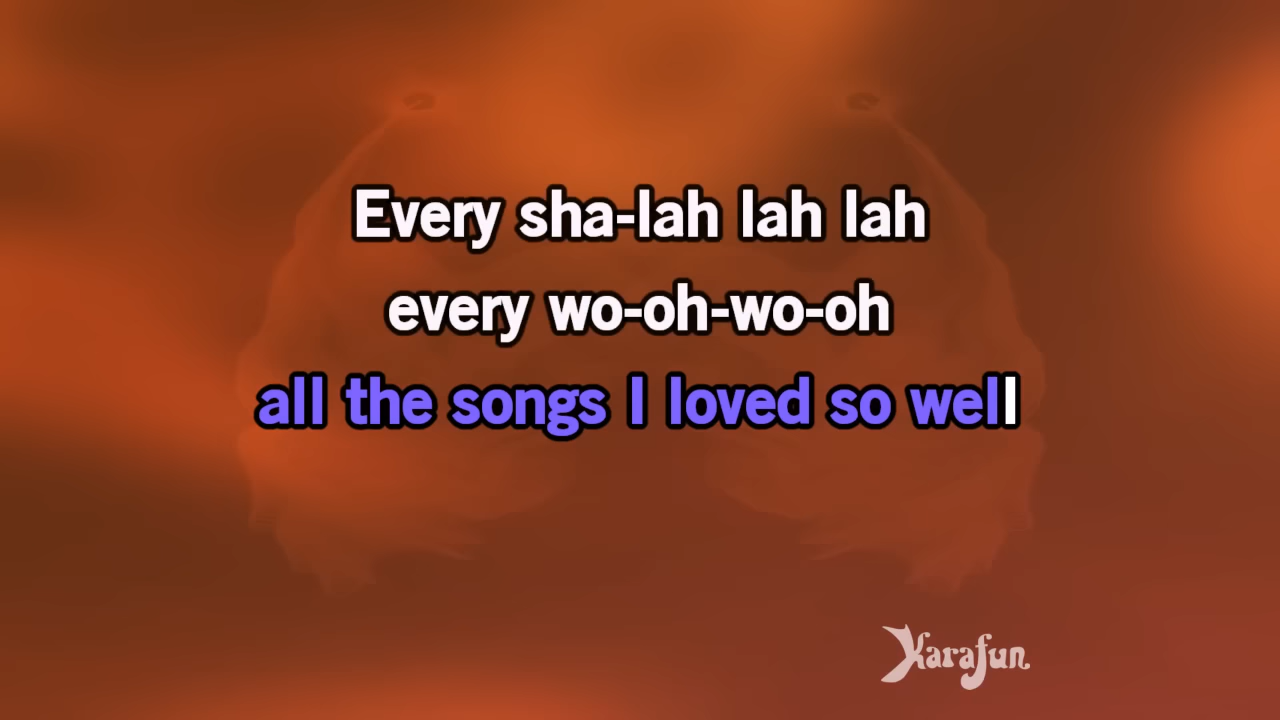 Every sha-lah lah lah
every wo-oh-wo-oh
all the songs I loved so well
Karafun